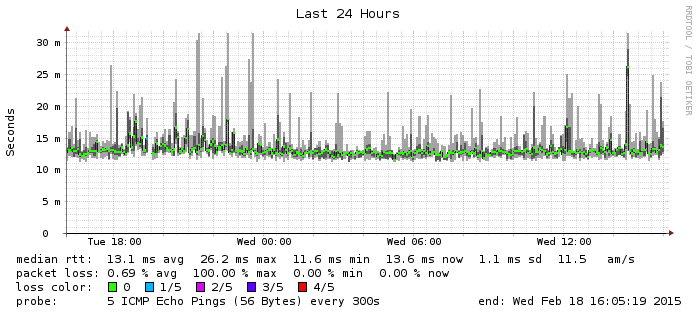 Last 24 Hours
RRDTOOL / TOBI OETIKER
Seconds
30 m
25 m
20 m
15 m
10 m
5 m
0
Tue 18:00 Wed 00:00 Wed 06:00 Wed 12:00
median rtt: 13.1 ms avg 26.2 ms max 11.6 ms min 13.6 ms now 1.1 ms sd 11.5 am/s
packet loss: 0.69 % avg 100.00 % max 0.00 % min 0.00 % now
loss color: 0 1/5 2/5 3/5 4/5
probe: 5 ICMP Echo Pings (56 Bytes) every 300s end: Wed Feb 18 16:05:19 2015